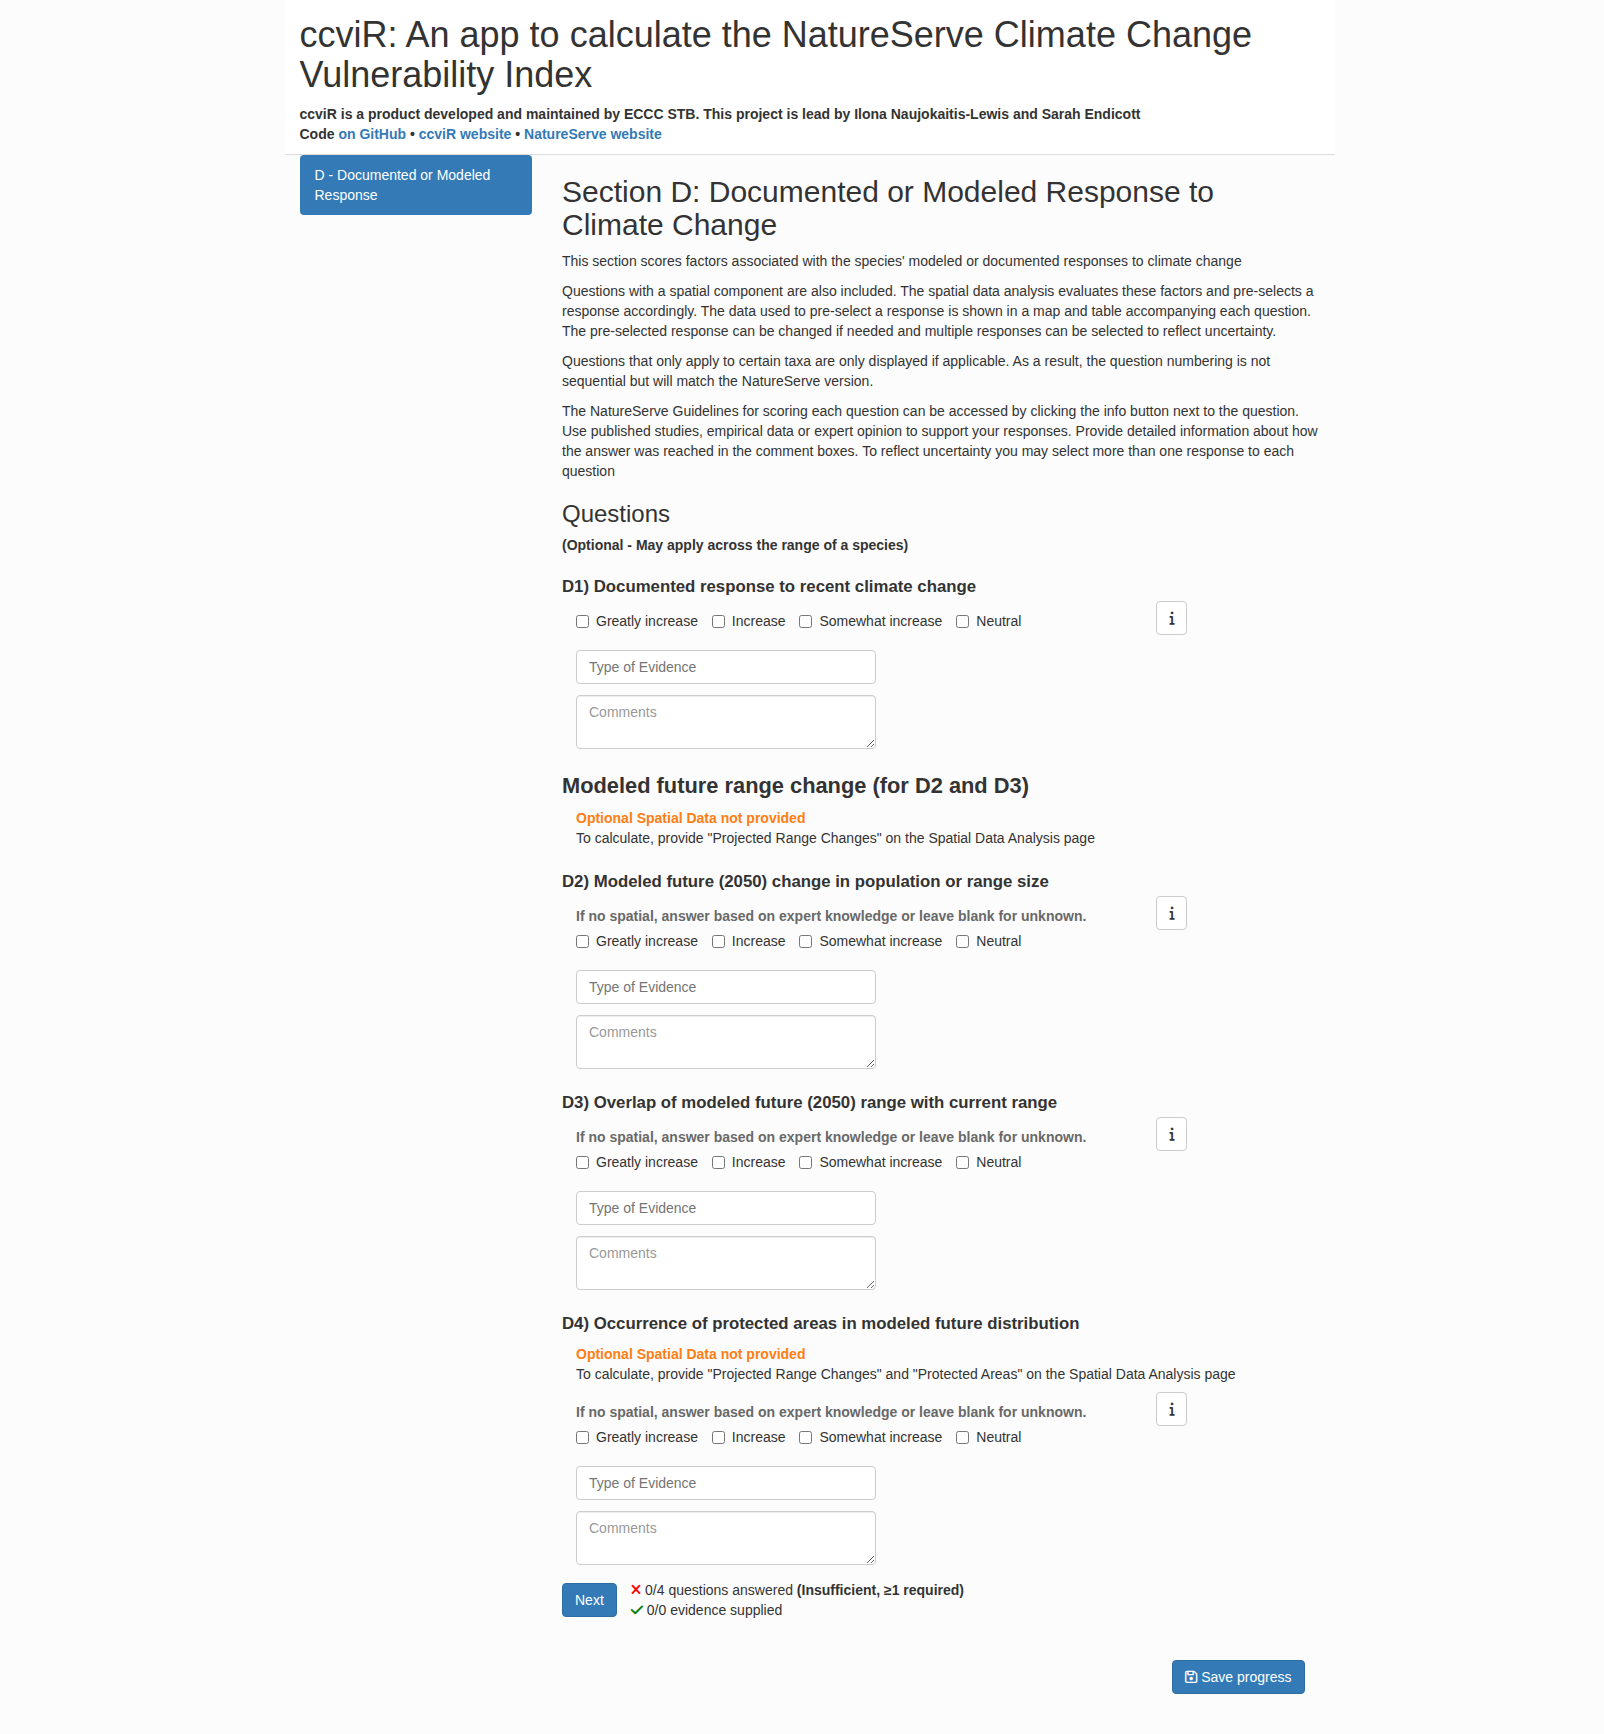 ccviR: An app to calculate the NatureServe Climate Change
Vulnerability Index
ccviR is a product developed and maintained by ECCC STB. This project is lead by Ilona Naujokaitis-Lewis and Sarah Endicott
Code on GitHub • ccviR website • NatureServe website
D - Documented or Modeled
Response
Section D: Documented or Modeled Response to
Climate Change
This section scores factors associated with the species' modeled or documented responses to climate change
Questions with a spatial component are also included. The spatial data analysis evaluates these factors and pre-selects a
response accordingly. The data used to pre-select a response is shown in a map and table accompanying each question.
The pre-selected response can be changed if needed and multiple responses can be selected to reflect uncertainty.
Questions that only apply to certain taxa are only displayed if applicable. As a result, the question numbering is not
sequential but will match the NatureServe version.
The NatureServe Guidelines for scoring each question can be accessed by clicking the info button next to the question.
Use published studies, empirical data or expert opinion to support your responses. Provide detailed information about how
the answer was reached in the comment boxes. To reflect uncertainty you may select more than one response to each
question
Questions
(Optional - May apply across the range of a species)
D1) Documented response to recent climate change
Greatly increase Increase Somewhat increase Neutral
Type of Evidence
Comments
Modeled future range change (for D2 and D3)
Optional Spatial Data not provided
To calculate, provide "Projected Range Changes" on the Spatial Data Analysis page
D2) Modeled future (2050) change in population or range size
If no spatial, answer based on expert knowledge or leave blank for unknown.
Greatly increase Increase Somewhat increase Neutral
Type of Evidence
Comments
D3) Overlap of modeled future (2050) range with current range
If no spatial, answer based on expert knowledge or leave blank for unknown.
Greatly increase Increase Somewhat increase Neutral
Type of Evidence
Comments
D4) Occurrence of protected areas in modeled future distribution
Optional Spatial Data not provided
To calculate, provide "Projected Range Changes" and "Protected Areas" on the Spatial Data Analysis page
If no spatial, answer based on expert knowledge or leave blank for unknown.
Greatly increase Increase Somewhat increase Neutral
Type of Evidence
Comments
Next
0/4 questions answered (Insufficient, ≥1 required)
0/0 evidence supplied
Save progress